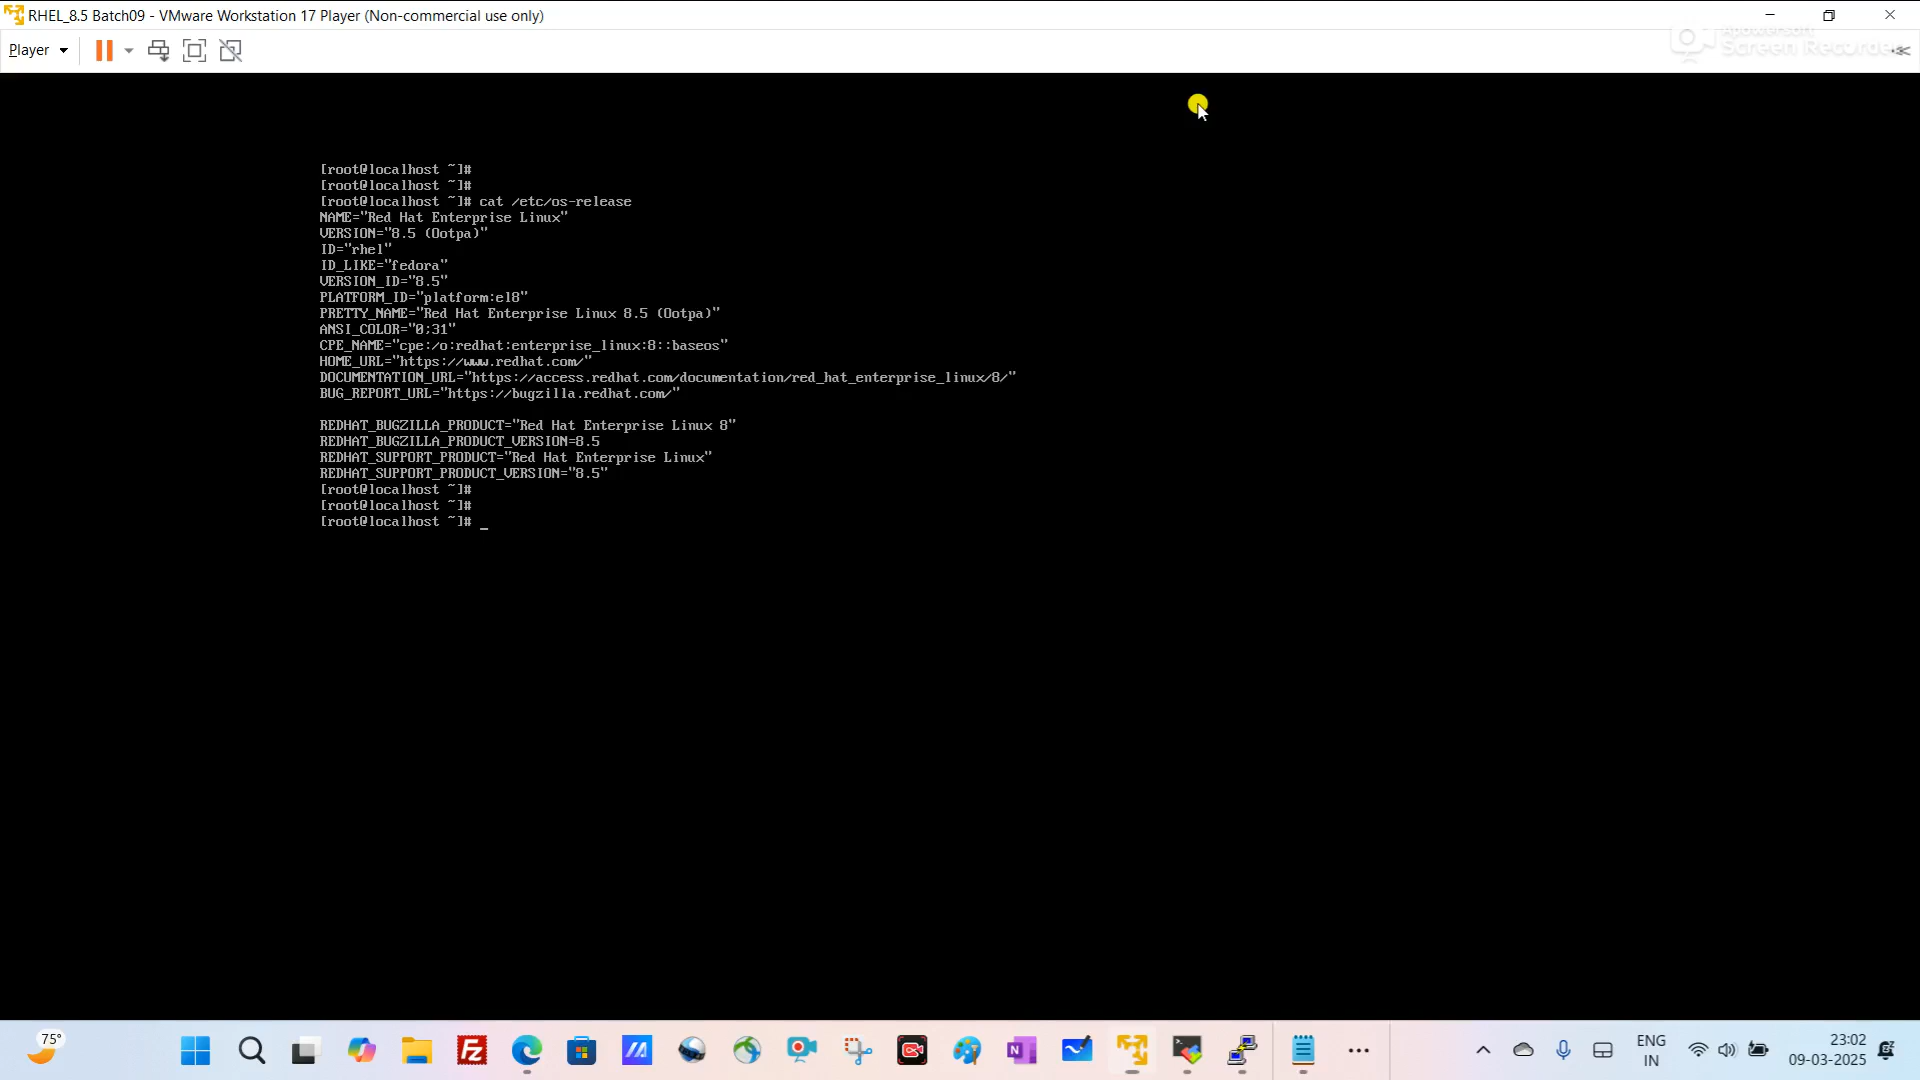 RHEL_8.5 Batch09 - VMware Workstation 17 Player (Non-commercial use only)
Player
Apowersoft
Screen Recorder
[root@localhost ~]#
[root@localhost ~]#
[root@localhost ~]# cat /etc/os-release
NAME="Red Hat Enterprise Linux"
VERSION="8.5 (Ootpa)"
ID="rhel"
ID_LIKE="fedora"
VERSION_ID="8.5"
PLATFORM_ID="platform:el8"
PRETTY_NAME="Red Hat Enterprise Linux 8.5 (Ootpa)"
ANSI_COLOR="0;31"
CPE_NAME="cpe:/o:redhat:enterprise_linux:8::baseos"
HOME_URL="https://www.redhat.com/"
DOCUMENTATION_URL="https://access.redhat.com/documentation/red_hat_enterprise_linux/8/"
BUG_REPORT_URL="https://bugzilla.redhat.com/"
REDHAT_BUGZILLA_PRODUCT="Red Hat Enterprise Linux 8"
REDHAT_BUGZILLA_PRODUCT_VERSION=8.5
REDHAT_SUPPORT_PRODUCT="Red Hat Enterprise Linux"
REDHAT_SUPPORT_PRODUCT_VERSION="8.5"
[root@localhost ~]#
[root@localhost ~]#
[root@localhost ~]# _
75°
ENG
IN
23:02
09-03-2025